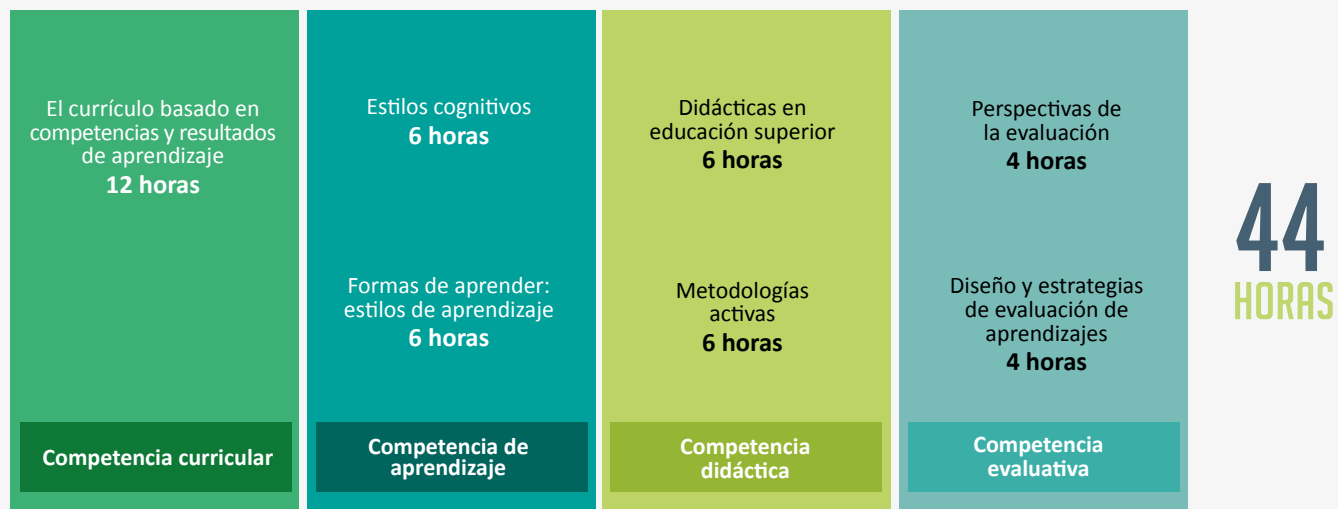 El currículo basado en
competencias y resultados
de aprendizaje
12 horas
Competencia curricular
Estilos cognitivos
6 horas
Formas de aprender:
estilos de aprendizaje
6 horas
Competencia de
aprendizaje
Didácticas en
educación superior
6 horas
Metodologías
activas
6 horas
Competencia
didáctica
Perspectivas de
la evaluación
4 horas
Diseño y estrategias
de evaluación de
aprendizajes
4 horas
Competencia
evaluativa
44
HORAS